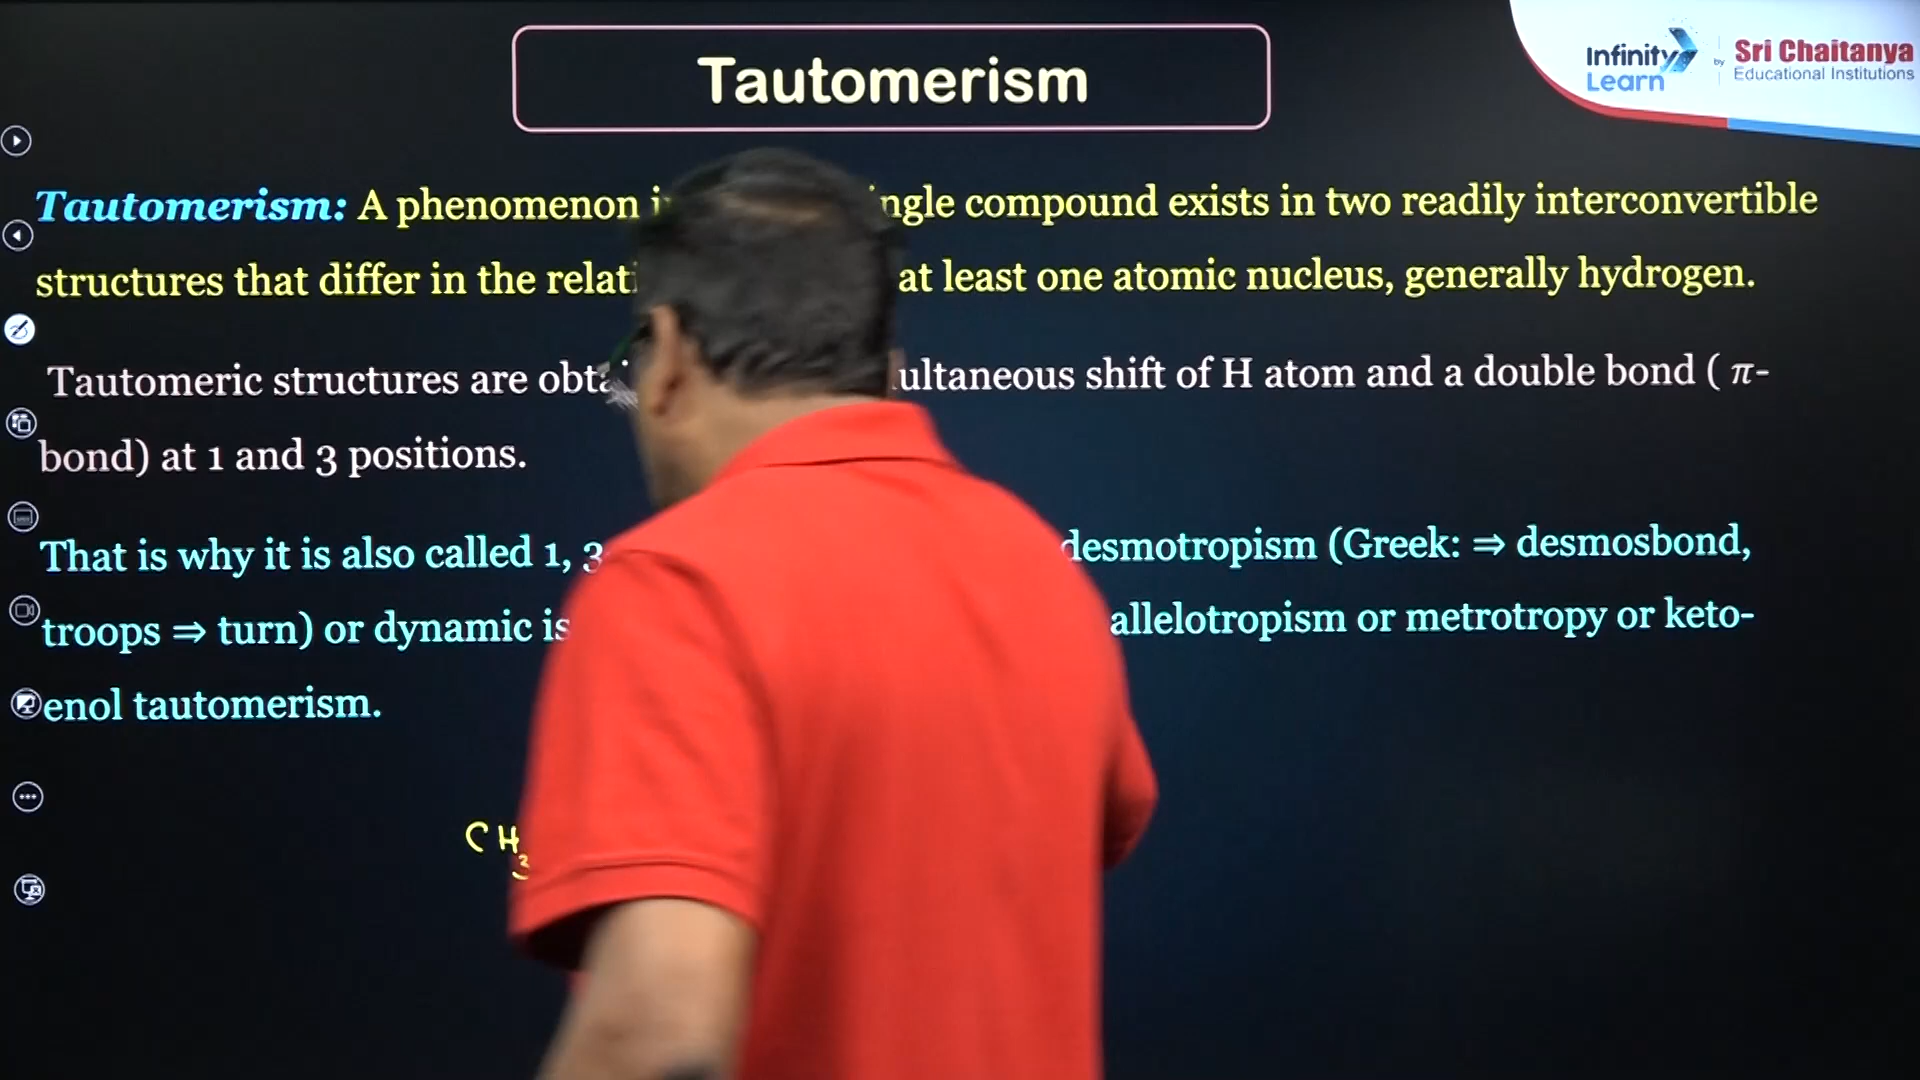 Tautomerism
Infinity Learn by Sri Chaitanya Educational Institutions
Tautomerism: A phenomenon compound exists in two readily interconvertible
structures that differ in the at least one atomic nucleus, generally hydrogen.
Tautomeric structures are shift of H atom and a double bond ( π-
bond) at 1 and 3 positions.
That is why it is also called 1, 3 desmotropism (Greek: ⇒ desmosbond,
troops ⇒ turn) or dynamic allelotropism or metrotropy or keto-
enol tautomerism.
CH3